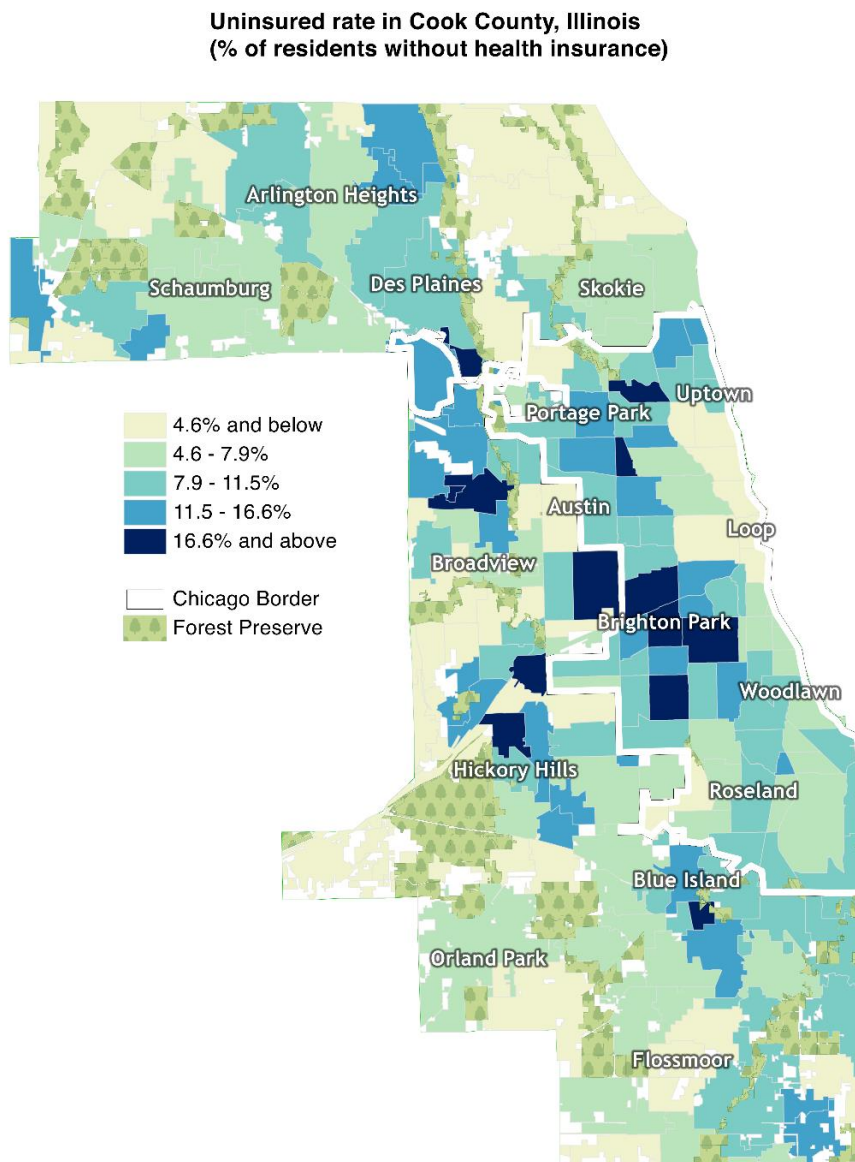 Uninsured rate in Cook County, Illinois
(% of residents without health insurance)
Arlington Heights
Schaumburg
Des Plaines
Skokie
Uptown
Portage Park
4.6% and below
4.6 - 7.9%
7.9 - 11.5%
11.5 - 16.6%
16.6% and above
Chicago Border
Forest Preserve
Austin
Loop
Broadview
Brighton Park
Woodlawn
Hickory Hills
Roseland
Blue Island
Orland Park
Flossmoor